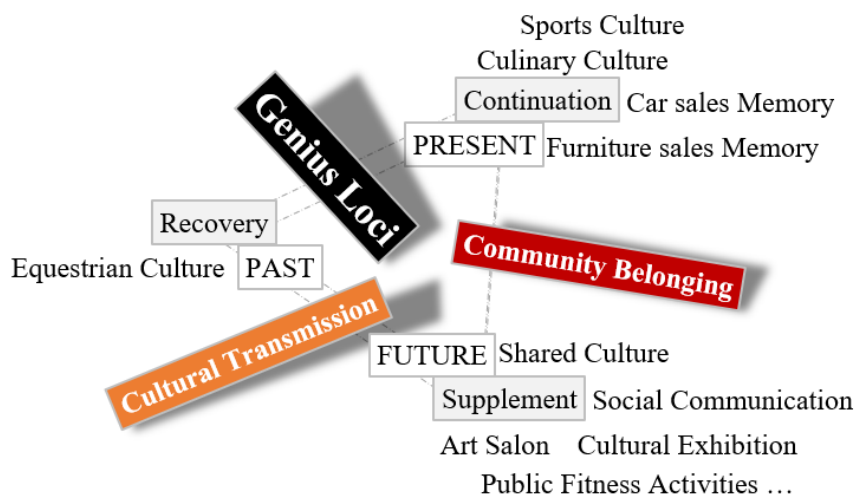 Sports Culture
Culinary Culture
Continuation Car sales Memory
PRESENT Furniture sales Memory
Genius Loci
Recovery
Equestrian Culture PAST
Community Belonging
Cultural Transmission
FUTURE Shared Culture
Supplement Social Communication
Art Salon Cultural Exhibition
Public Fitness Activities …